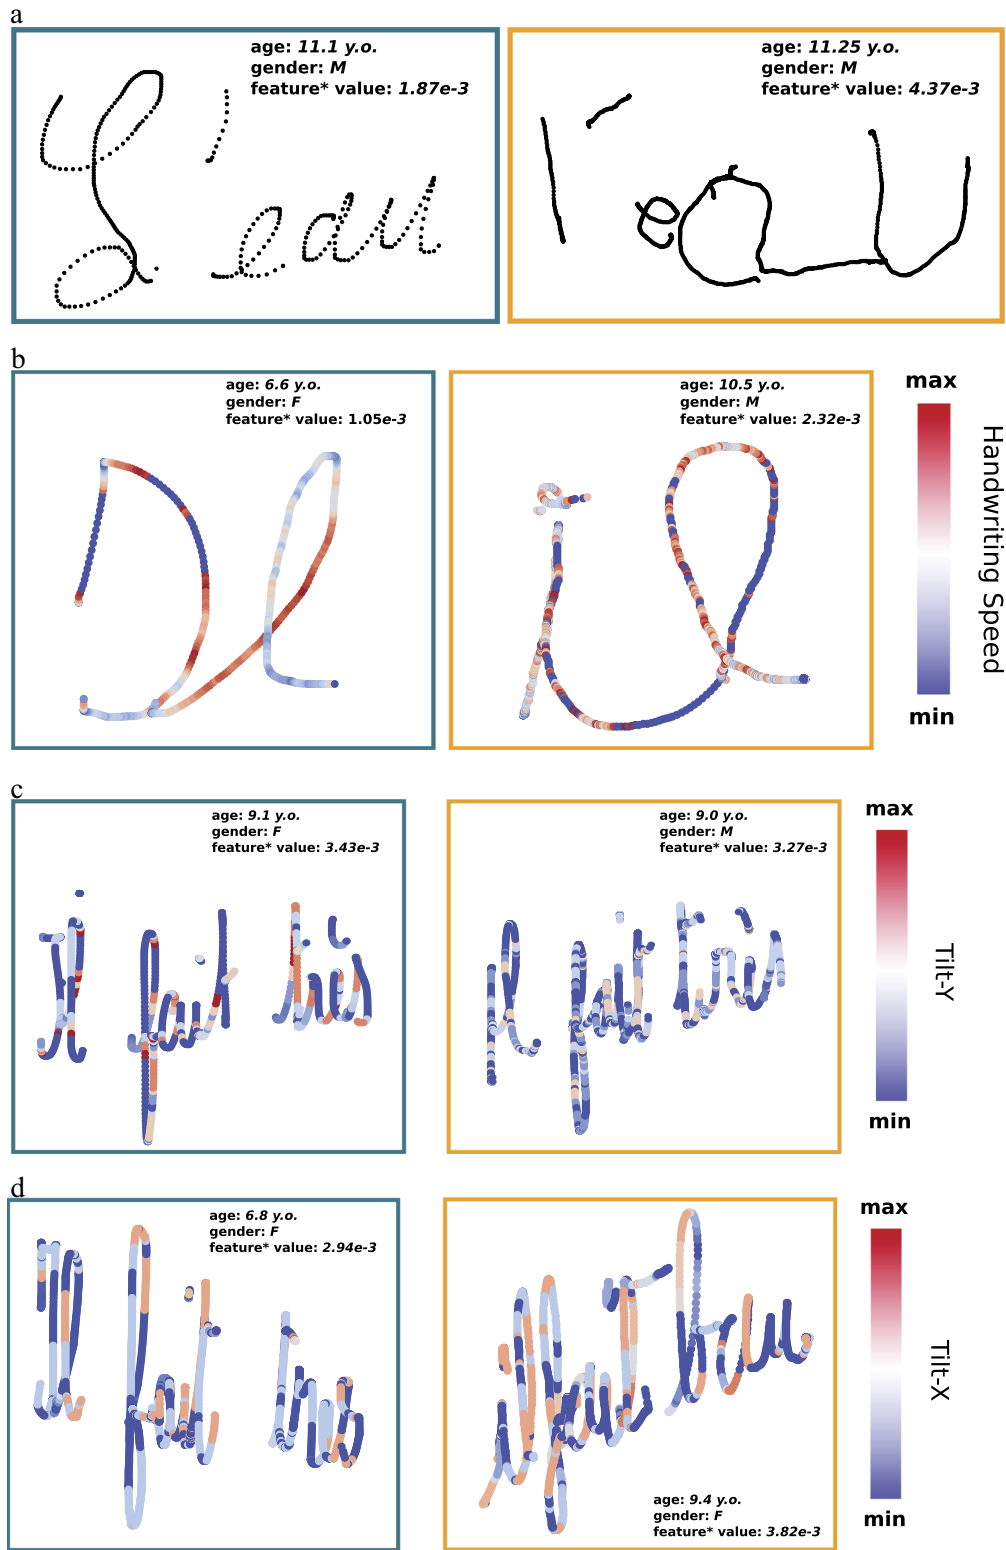 a
age: 11.1 y.o.
gender: M
feature* value: 1.87e-3
age: 11.25 y.o.
gender: M
feature* value: 4.37e-3
l'eau
l'eau
b
age: 6.6 y.o.
gender: F
feature* value: 1.05e-3
age: 10.5 y.o.
gender: M
feature* value: 2.32e-3
max
Handwriting Speed
min
Il
il
c
age: 9.1 y.o.
gender: F
feature* value: 3.43e-3
age: 9.0 y.o.
gender: M
feature* value: 3.27e-3
max
Tilt-Y
min
d
age: 6.8 y.o.
gender: F
feature* value: 2.94e-3
max
Tilt-X
min
age: 9.4 y.o.
gender: F
feature* value: 3.82e-3